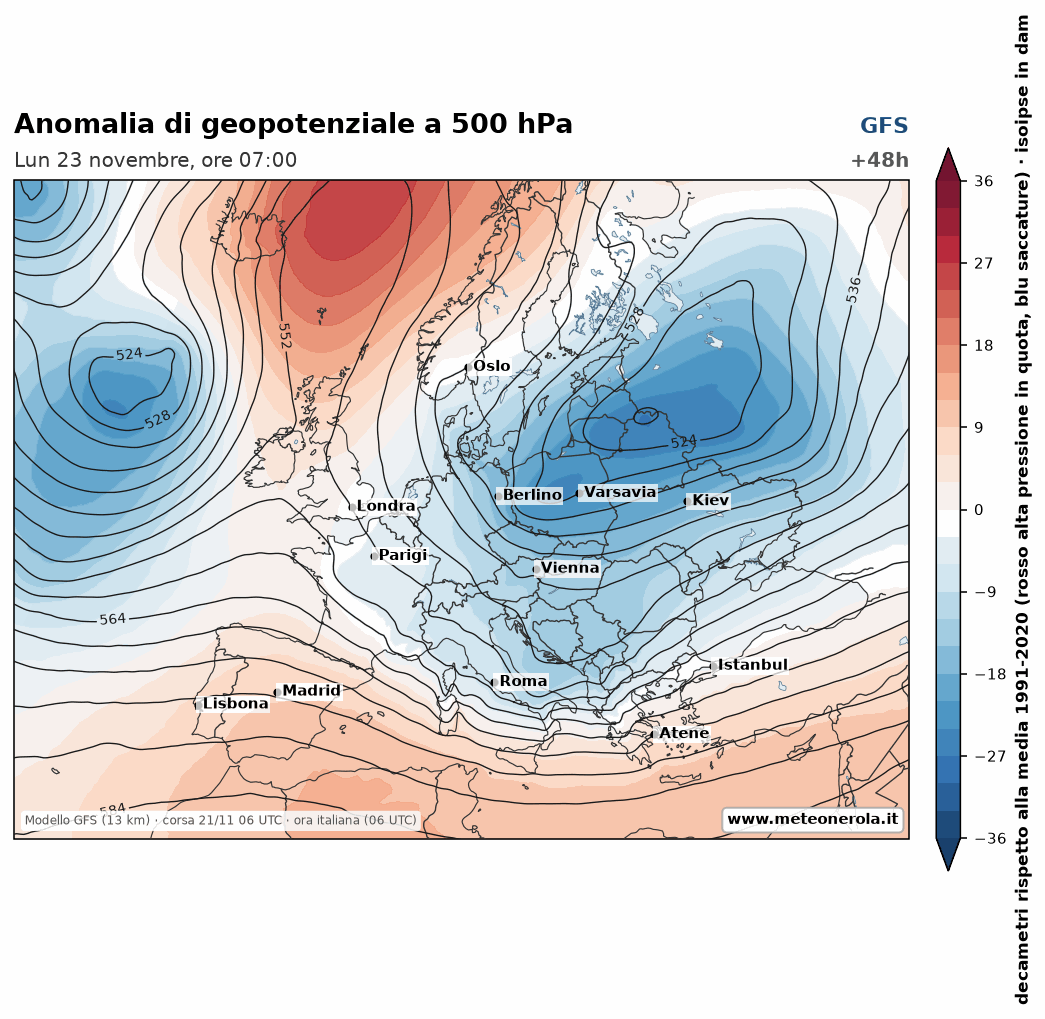 Anomalia di geopotenziale a 500 hPa
GFS
Lun 23 novembre, ore 07:00
+48h
decametri rispetto alla media 1991-2020 (rosso alta pressione in quota, blu saccature) · isoipse in dam
36
27
18
9
0
−9
−18
−27
−36
536
552
528
524
528
524
564
584
Oslo
Berlino
Varsavia
Kiev
Londra
Parigi
Vienna
Istanbul
Roma
Madrid
Lisbona
Atene
Modello GFS (13 km) · corsa 21/11 06 UTC · ora italiana (06 UTC)
www.meteonerola.it